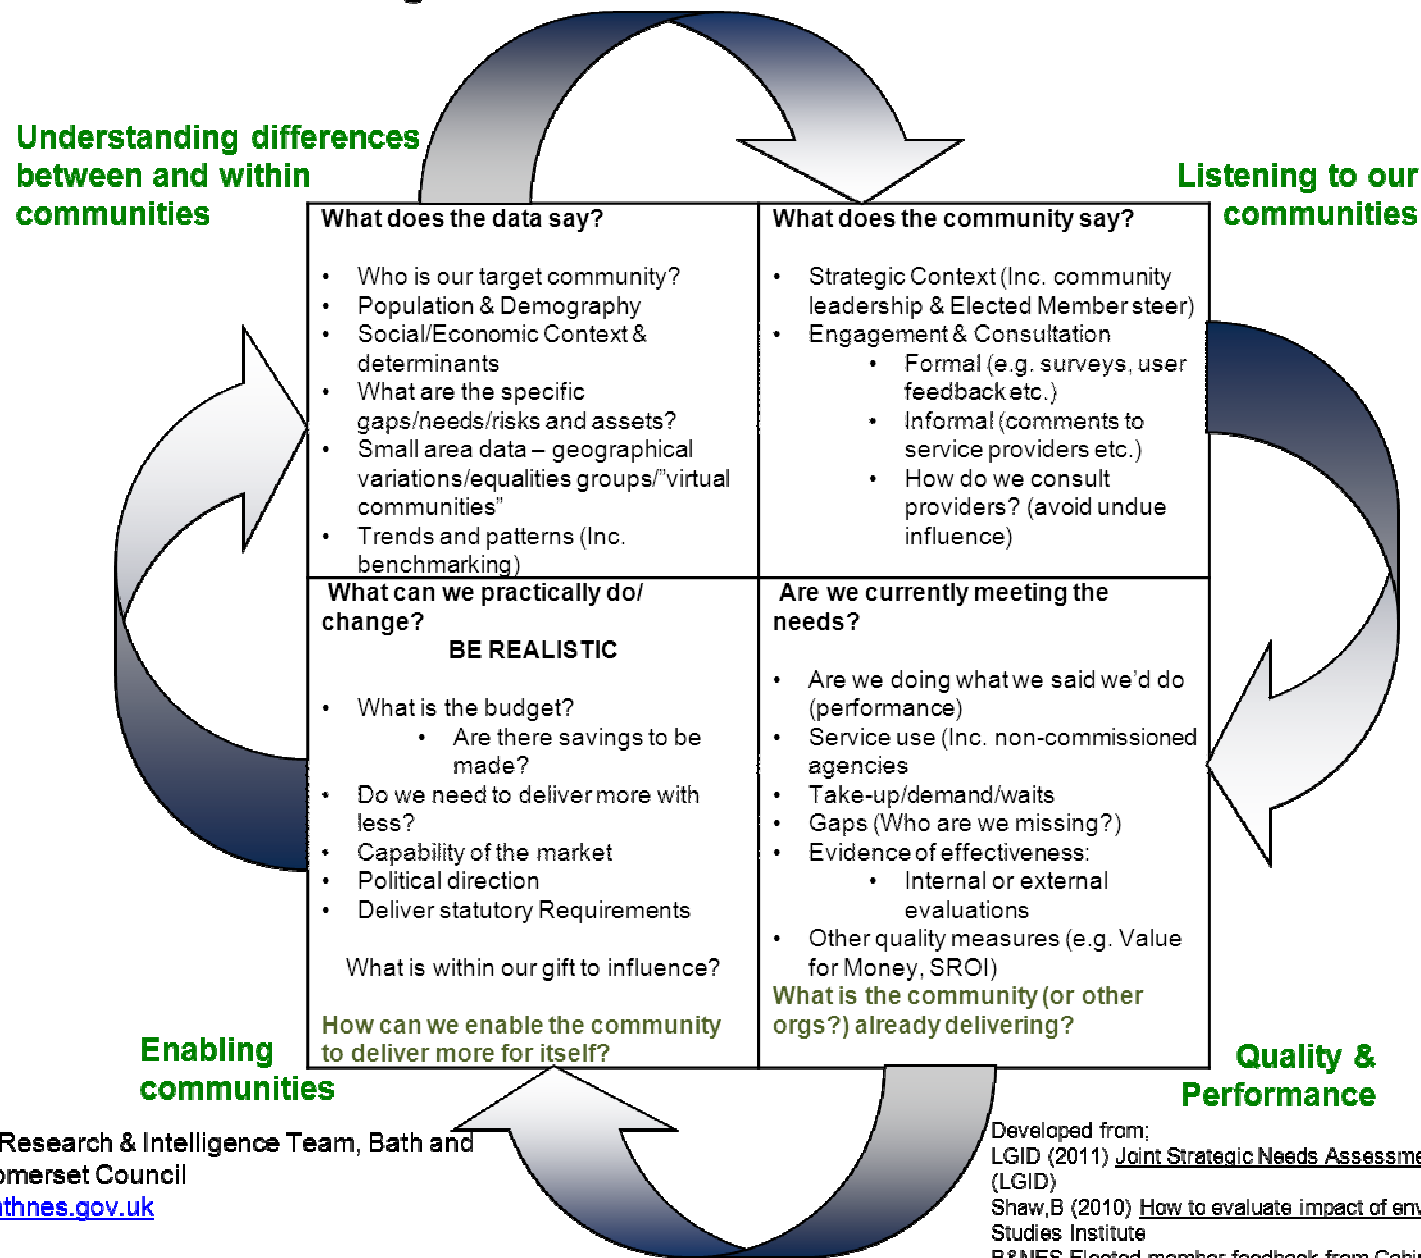 Understanding differences
between and within
communities
Listening to our
communities
What does the data say?
• Who is our target community?
• Population & Demography
• Social/Economic Context &
determinants
• What are the specific
gaps/needs/risks and assets?
• Small area data – geographical
variations/equalities groups/”virtual
communities”
• Trends and patterns (Inc.
benchmarking)
What does the community say?
• Strategic Context (Inc. community
leadership & Elected Member steer)
• Engagement & Consultation
• Formal (e.g. surveys, user
feedback etc.)
• Informal (comments to
service providers etc.)
• How do we consult
providers? (avoid undue
influence)
What can we practically do/
change?
BE REALISTIC
• What is the budget?
• Are there savings to be
made?
• Do we need to deliver more with
less?
• Capability of the market
• Political direction
• Deliver statutory Requirements
What is within our gift to influence?
How can we enable the community
to deliver more for itself?
Are we currently meeting the
needs?
• Are we doing what we said we’d do
(performance)
• Service use (Inc. non-commissioned
agencies
• Take-up/demand/waits
• Gaps (Who are we missing?)
• Evidence of effectiveness:
• Internal or external
evaluations
• Other quality measures (e.g. Value
for Money, SROI)
What is the community (or other
orgs?) already delivering?
Enabling
communities
Quality &
Performance
Research & Intelligence Team, Bath and
omerset Council
athnes.gov.uk
Developed from;
LGID (2011) Joint Strategic Needs Assessme
(LGID)
Shaw,B (2010) How to evaluate impact of env
Studies Institute
B&NES Elected member feedback from